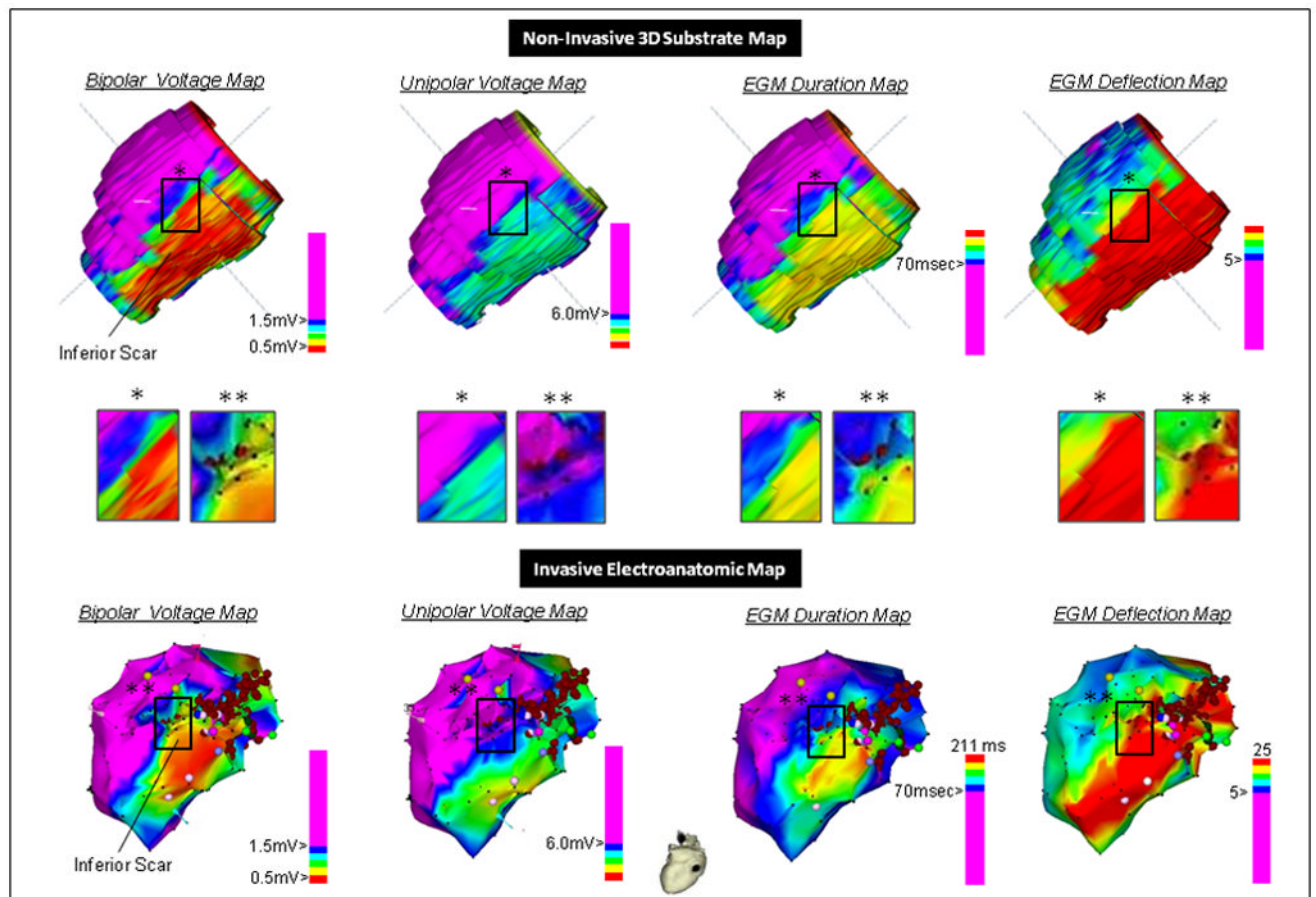 Non-Invasive 3D Substrate Map
Bipolar Voltage Map
Unipolar Voltage Map
EGM Duration Map
EGM Deflection Map
*
*
*
*
1.5mV>
0.5mV>
6.0mV>
70msec>
5>
Inferior Scar
* **
* **
* **
* **
Invasive Electroanatomic Map
Bipolar Voltage Map
Unipolar Voltage Map
EGM Duration Map
EGM Deflection Map
**
**
**
**
1.5mV>
0.5mV>
6.0mV>
211 ms
70msec>
25
5>
Inferior Scar